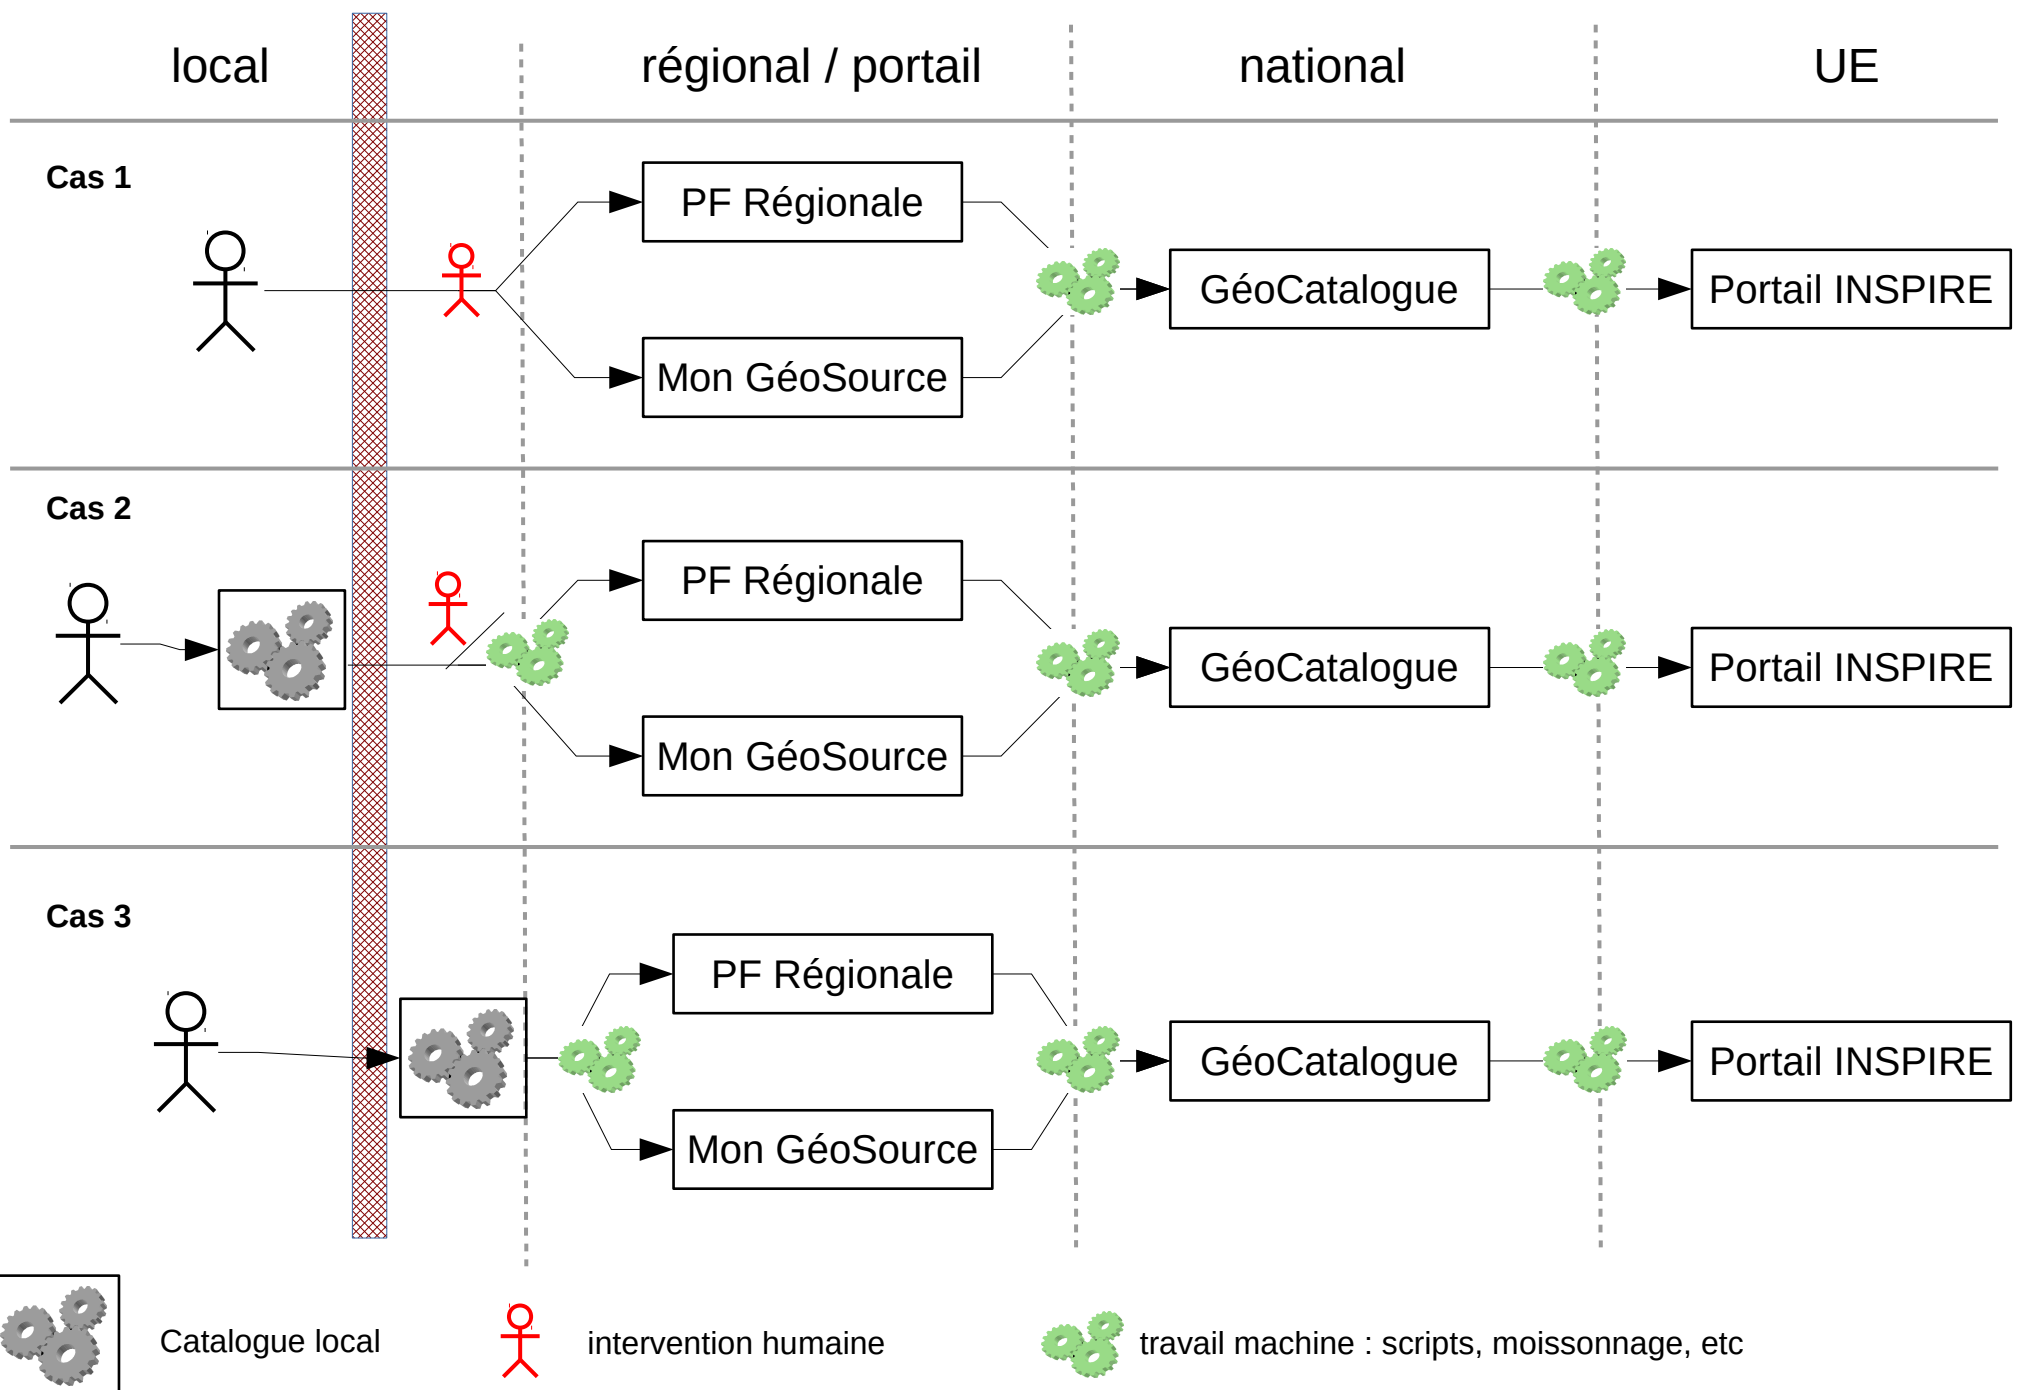 local
régional / portail
national
UE
Cas 1
PF Régionale
GéoCatalogue
Portail INSPIRE
Mon GéoSource
Cas 2
PF Régionale
GéoCatalogue
Portail INSPIRE
Mon GéoSource
Cas 3
PF Régionale
GéoCatalogue
Portail INSPIRE
Mon GéoSource
Catalogue local
intervention humaine
travail machine : scripts, moissonnage, etc